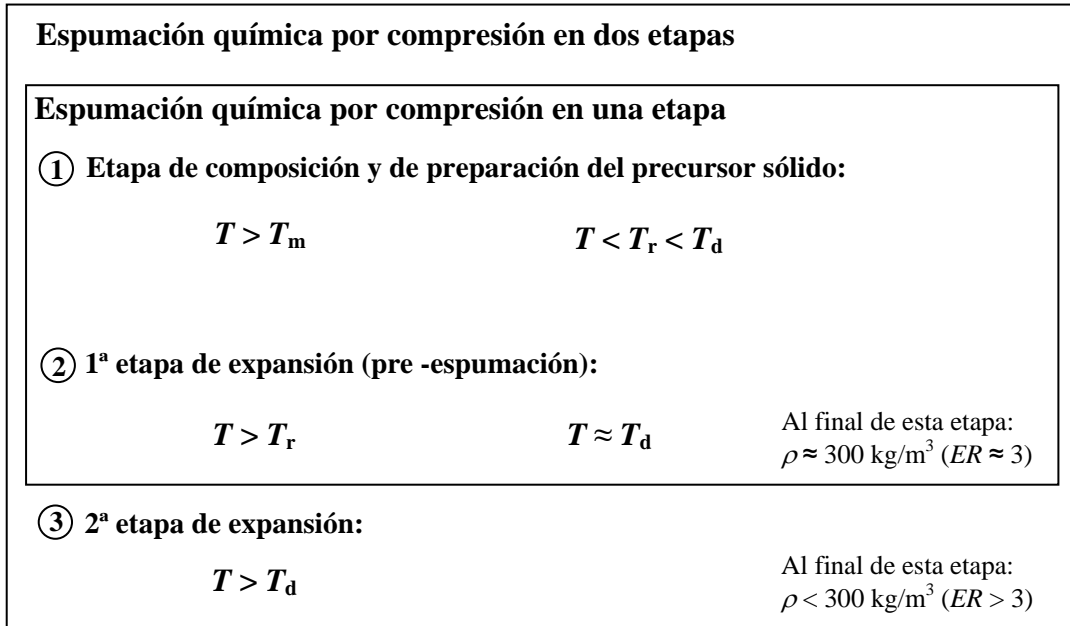 Espumación química por compresión en dos etapas
Espumación química por compresión en una etapa
1 Etapa de composición y de preparación del precursor sólido:
T > Tm T < Tr < Td
2 1ª etapa de expansión (pre -espumación):
T > Tr T ≈ Td Al final de esta etapa:
ρ ≈ 300 kg/m³ (ER ≈ 3)
3 2ª etapa de expansión:
T > Td Al final de esta etapa:
ρ < 300 kg/m³ (ER > 3)